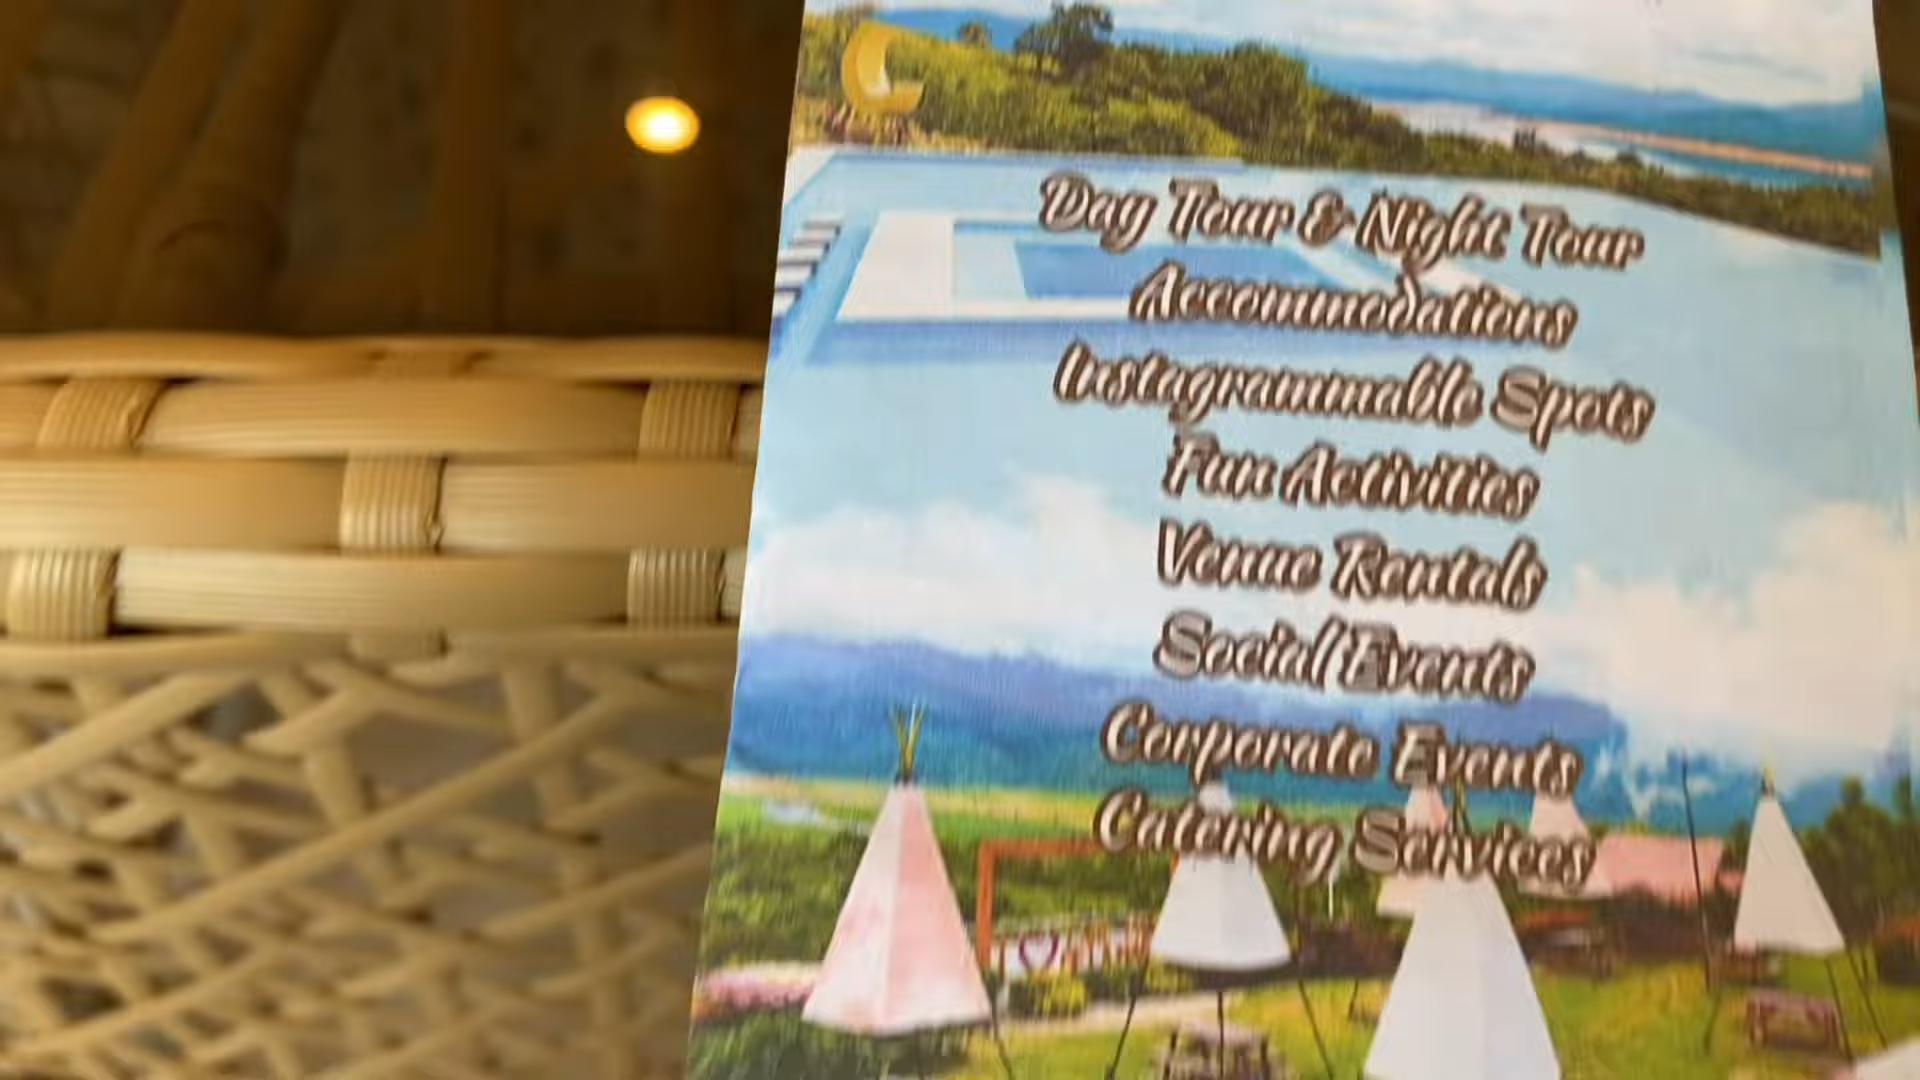 Day Tour & Night Tour
Accommodations
Instagrammable Spots
Fun Activities
Venue Rentals
Social Events
Corporate Events
Catering Services